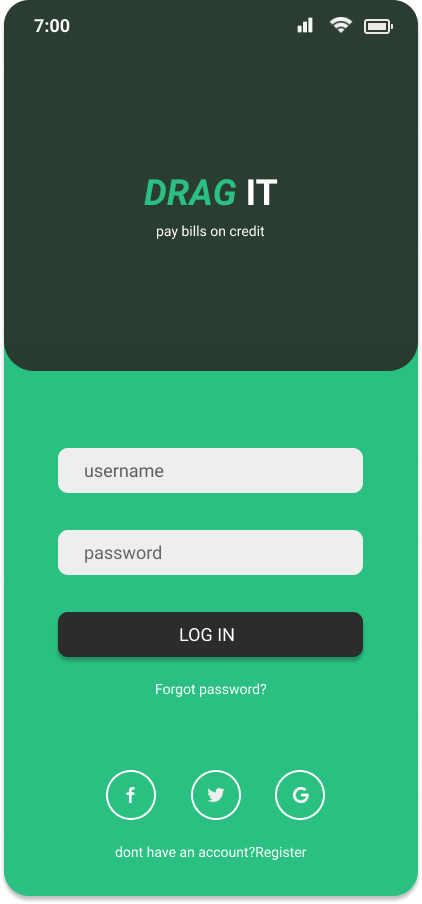 7:00
DRAG IT
pay bills on credit
username
password
LOG IN
Forgot password?
dont have an account?Register